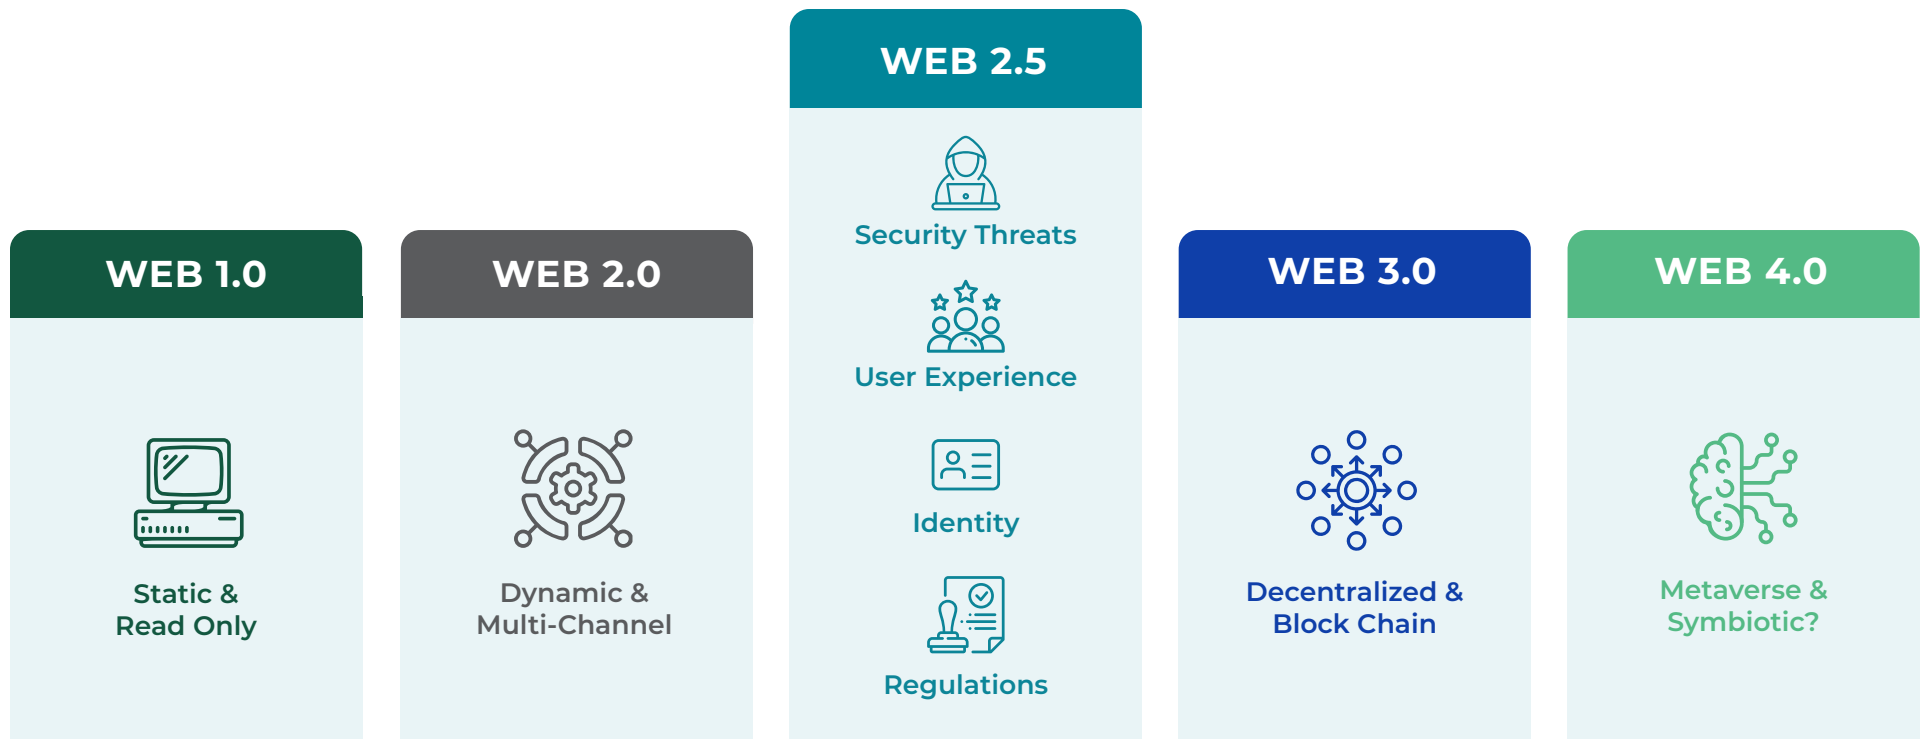 WEB 1.0
Static &
Read Only
WEB 2.0
Dynamic &
Multi-Channel
WEB 2.5
Security Threats
User Experience
Identity
Regulations
WEB 3.0
Decentralized &
Block Chain
WEB 4.0
Metaverse &
Symbiotic?